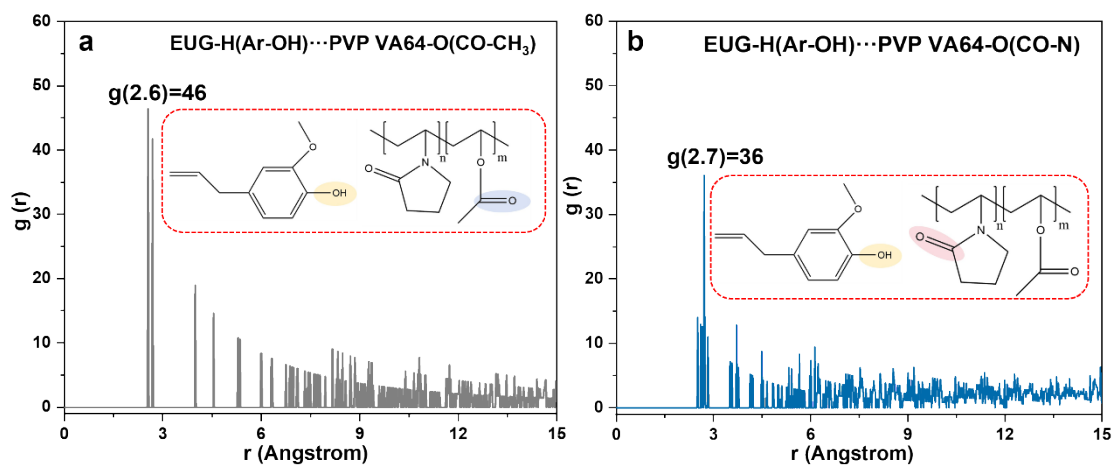 a
EUG-H(Ar-OH)···PVP VA64-O(CO-CH₃)
g(2.6)=46
g (r)
60
50
40
30
20
10
0
O
OH
n
m
N
O
O
O
0
3
6
9
12
15
r (Angstrom)
b
EUG-H(Ar-OH)···PVP VA64-O(CO-N)
g(2.7)=36
g (r)
60
50
40
30
20
10
0
O
OH
n
m
O
N
O
O
0
3
6
9
12
15
r (Angstrom)